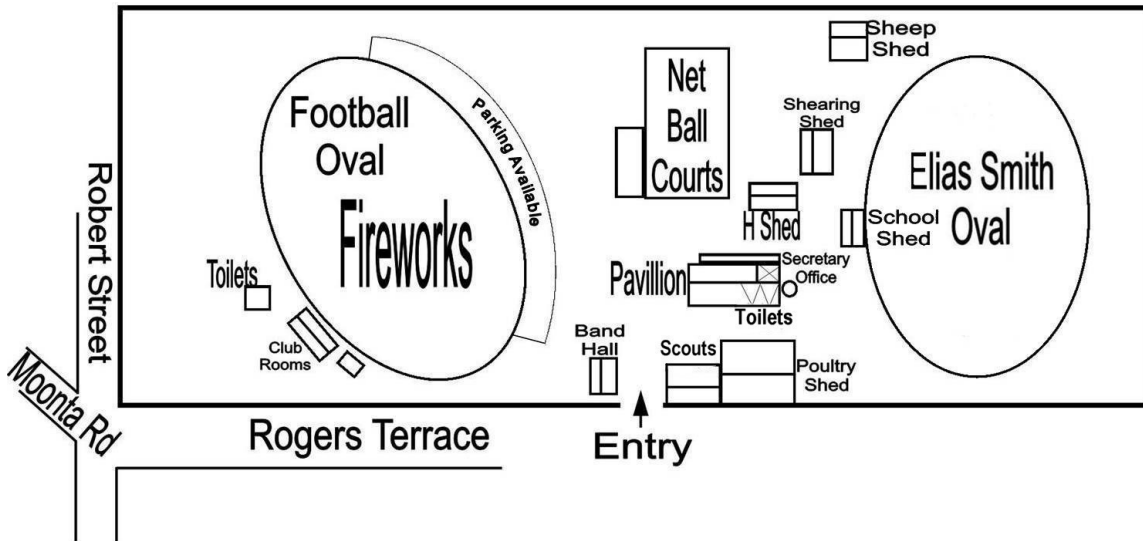 Sheep
Shed
Football
Oval
Fireworks
Parking Available
Net
Ball
Courts
Shearing
Shed
Elias Smith
Oval
School
Shed
H Shed
Secretary
Office
Pavillion
Toilets
Toilets
Club
Rooms
Band
Hall
Scouts
Poultry
Shed
Robert Street
Moonta Rd
Rogers Terrace
Entry